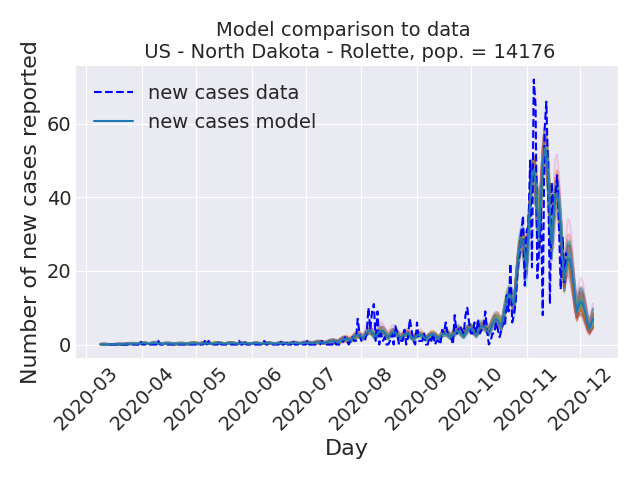 Model comparison to data
US - North Dakota - Rolette, pop. = 14176
new cases data
new cases model
Number of new cases reported
60
40
20
0
2020-03
2020-04
2020-05
2020-06
2020-07
2020-08
2020-09
2020-10
2020-11
2020-12
Day